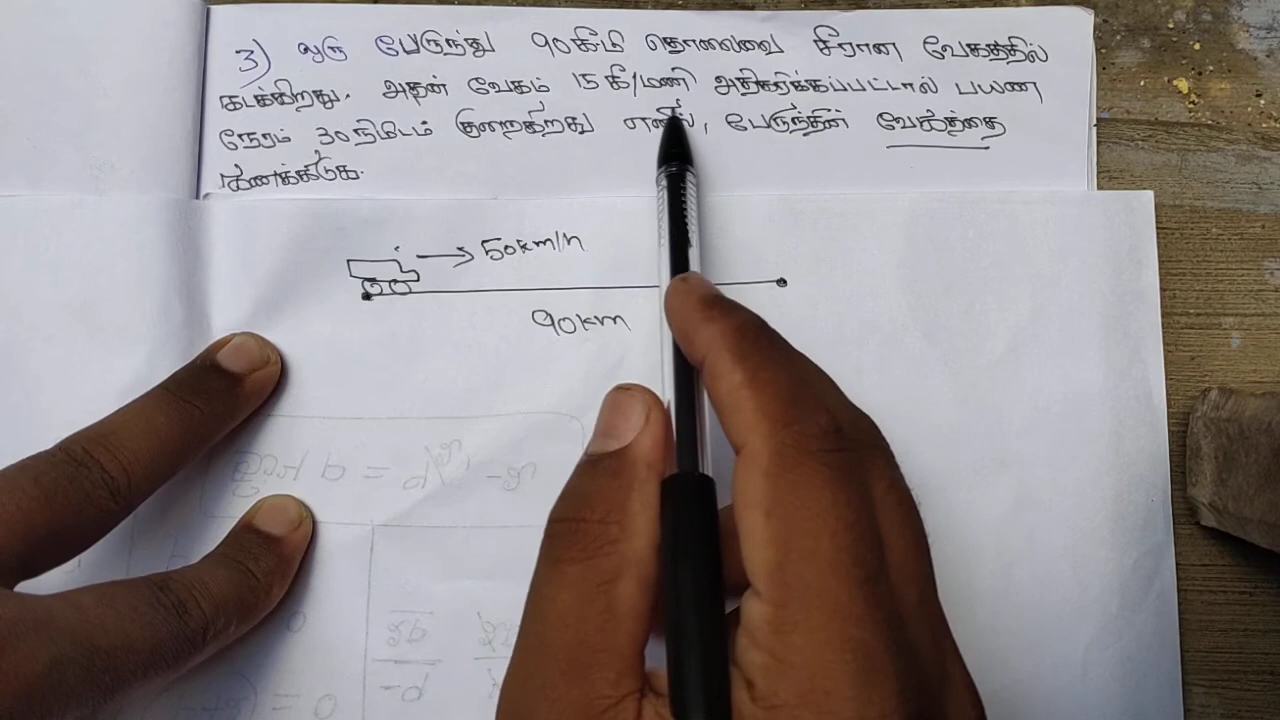 3) ஒரு பேருந்து 90கிமீ தொலைவை சீரான வேகத்தில்
கடக்கிறது. அதன் வேகம் 15 கி/மணி அதிகரிக்கப்பட்டால் பயண
நேரம் 30நிமிடம் குறைகிறது எனில், பேருந்தின் வேகத்தை
கணக்கிடுக.
50km/h
90km